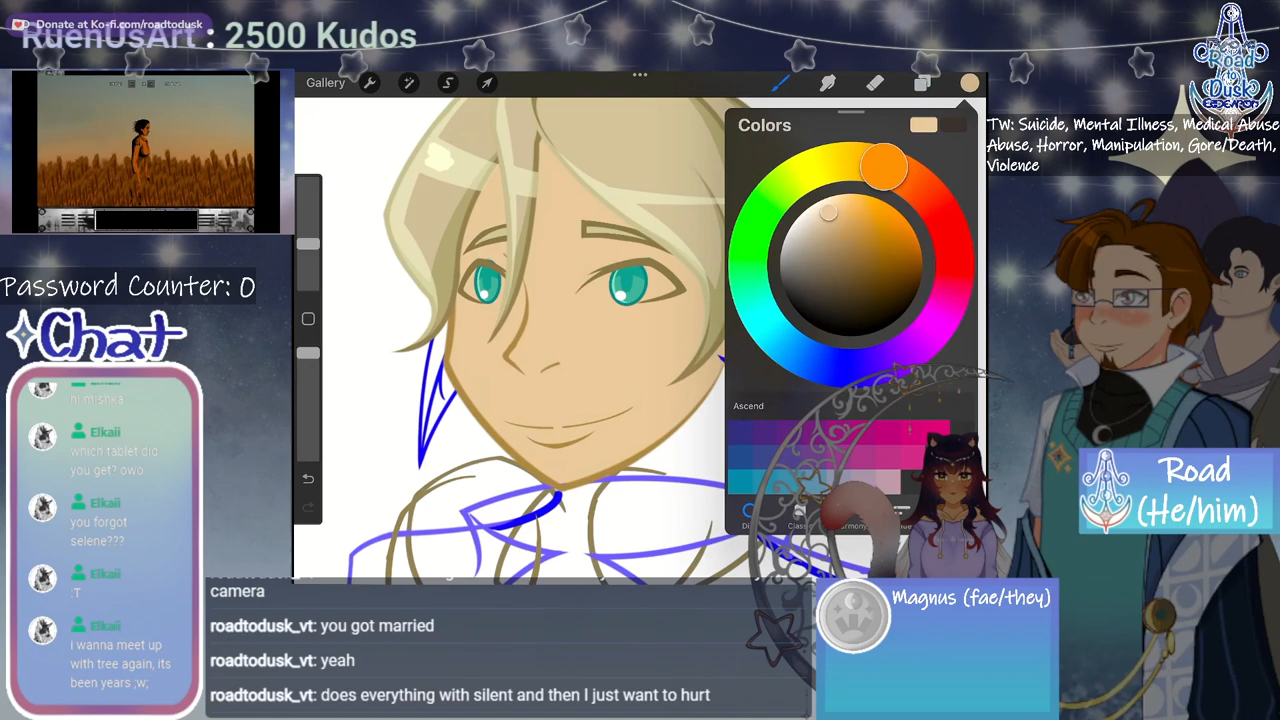 Donate at Ko-fi.com/roadtodusk
RuenUsArt : 2500 Kudos
Gallery
Colors
Road
to
Dusk
Tw: Suicide, Mental Illness, Medical Abuse
Abuse, Horror, Manipulation, Gore/Death,
Violence
Password Counter: 0
Chat
hi mishka
Elkaii
which tablet did
you get? owo
Elkaii
you forgot
selene???
Elkaii
:T
Elkaii
i wanna meet up
with tree again, its
been years ;w;
Ascend
Road
(He/him)
Magnus (fae/they)
camera
roadtodusk_vt: you got married
roadtodusk_vt: yeah
roadtodusk_vt: does everything with silent and then I just want to hurt